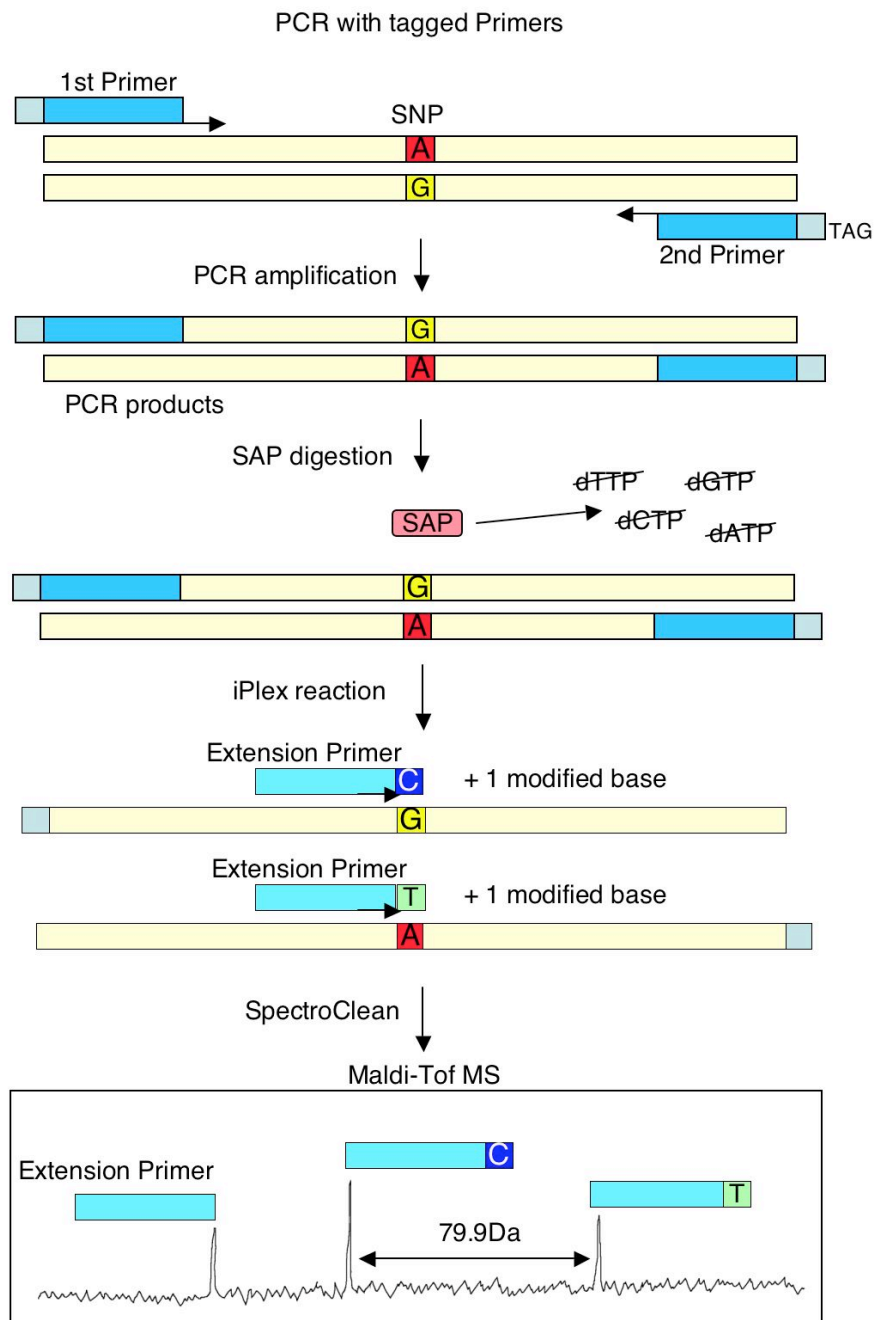 PCR with tagged Primers
1st Primer
SNP
A
G
TAG
2nd Primer
PCR amplification
G
A
PCR products
SAP digestion
dTTP dGTP
SAP
dCTP dATP
G
A
iPlex reaction
Extension Primer
C + 1 modified base
G
Extension Primer
T + 1 modified base
A
SpectroClean
Maldi-Tof MS
C
Extension Primer
T
79.9Da